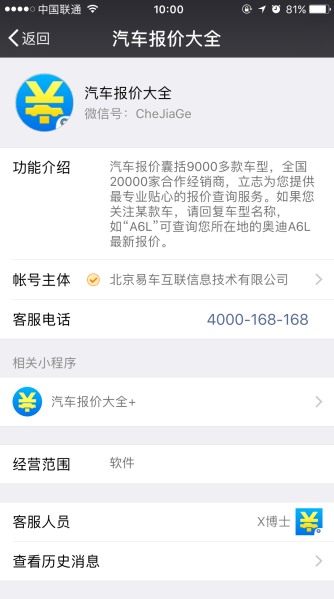 中国联通 10:00 81%
返回 汽车报价大全
汽车报价大全
微信号：CheJiaGe
功能介绍 汽车报价囊括9000多款车型，全国
20000家合作经销商，立志为您提供
最专业贴心的报价查询服务。如果您
关注某款车，请回复车型名称，
如“A6L”可查询您所在地的奥迪A6L
最新报价。
帐号主体 北京易车互联信息技术有限公司
客服电话 4000-168-168
相关小程序
汽车报价大全+
经营范围 软件
客服人员 X博士
查看历史消息